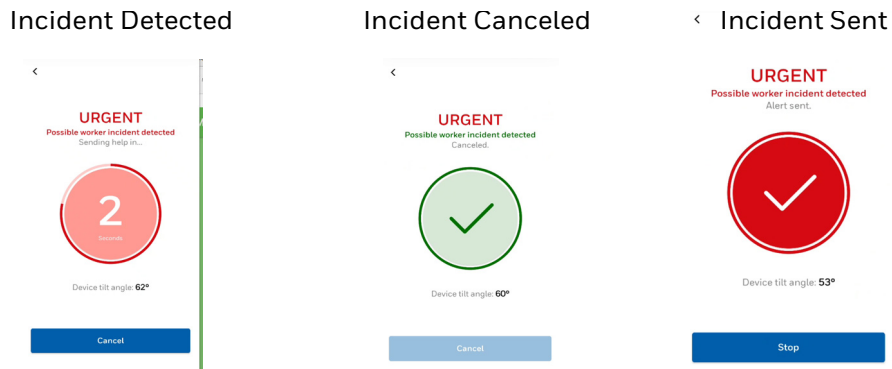 Incident Detected
URGENT
Possible worker incident detected
Sending help in...
2
Seconds
Device tilt angle: 62°
Cancel
Incident Canceled
URGENT
Possible worker incident detected
Canceled.
Device tilt angle: 60°
Cancel
Incident Sent
URGENT
Possible worker incident detected
Alert sent.
Device tilt angle: 53°
Stop